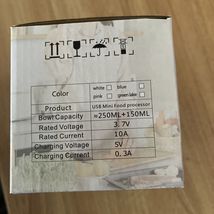 Color white □ blue □
pink □ green lake □
Product USB Mini Food processor
Bowl Capacity ≈250ML+150ML
Rated Voltage 3.7V
Rated Current 10A
Charging Voltage 5V
Charging Current 0.3A